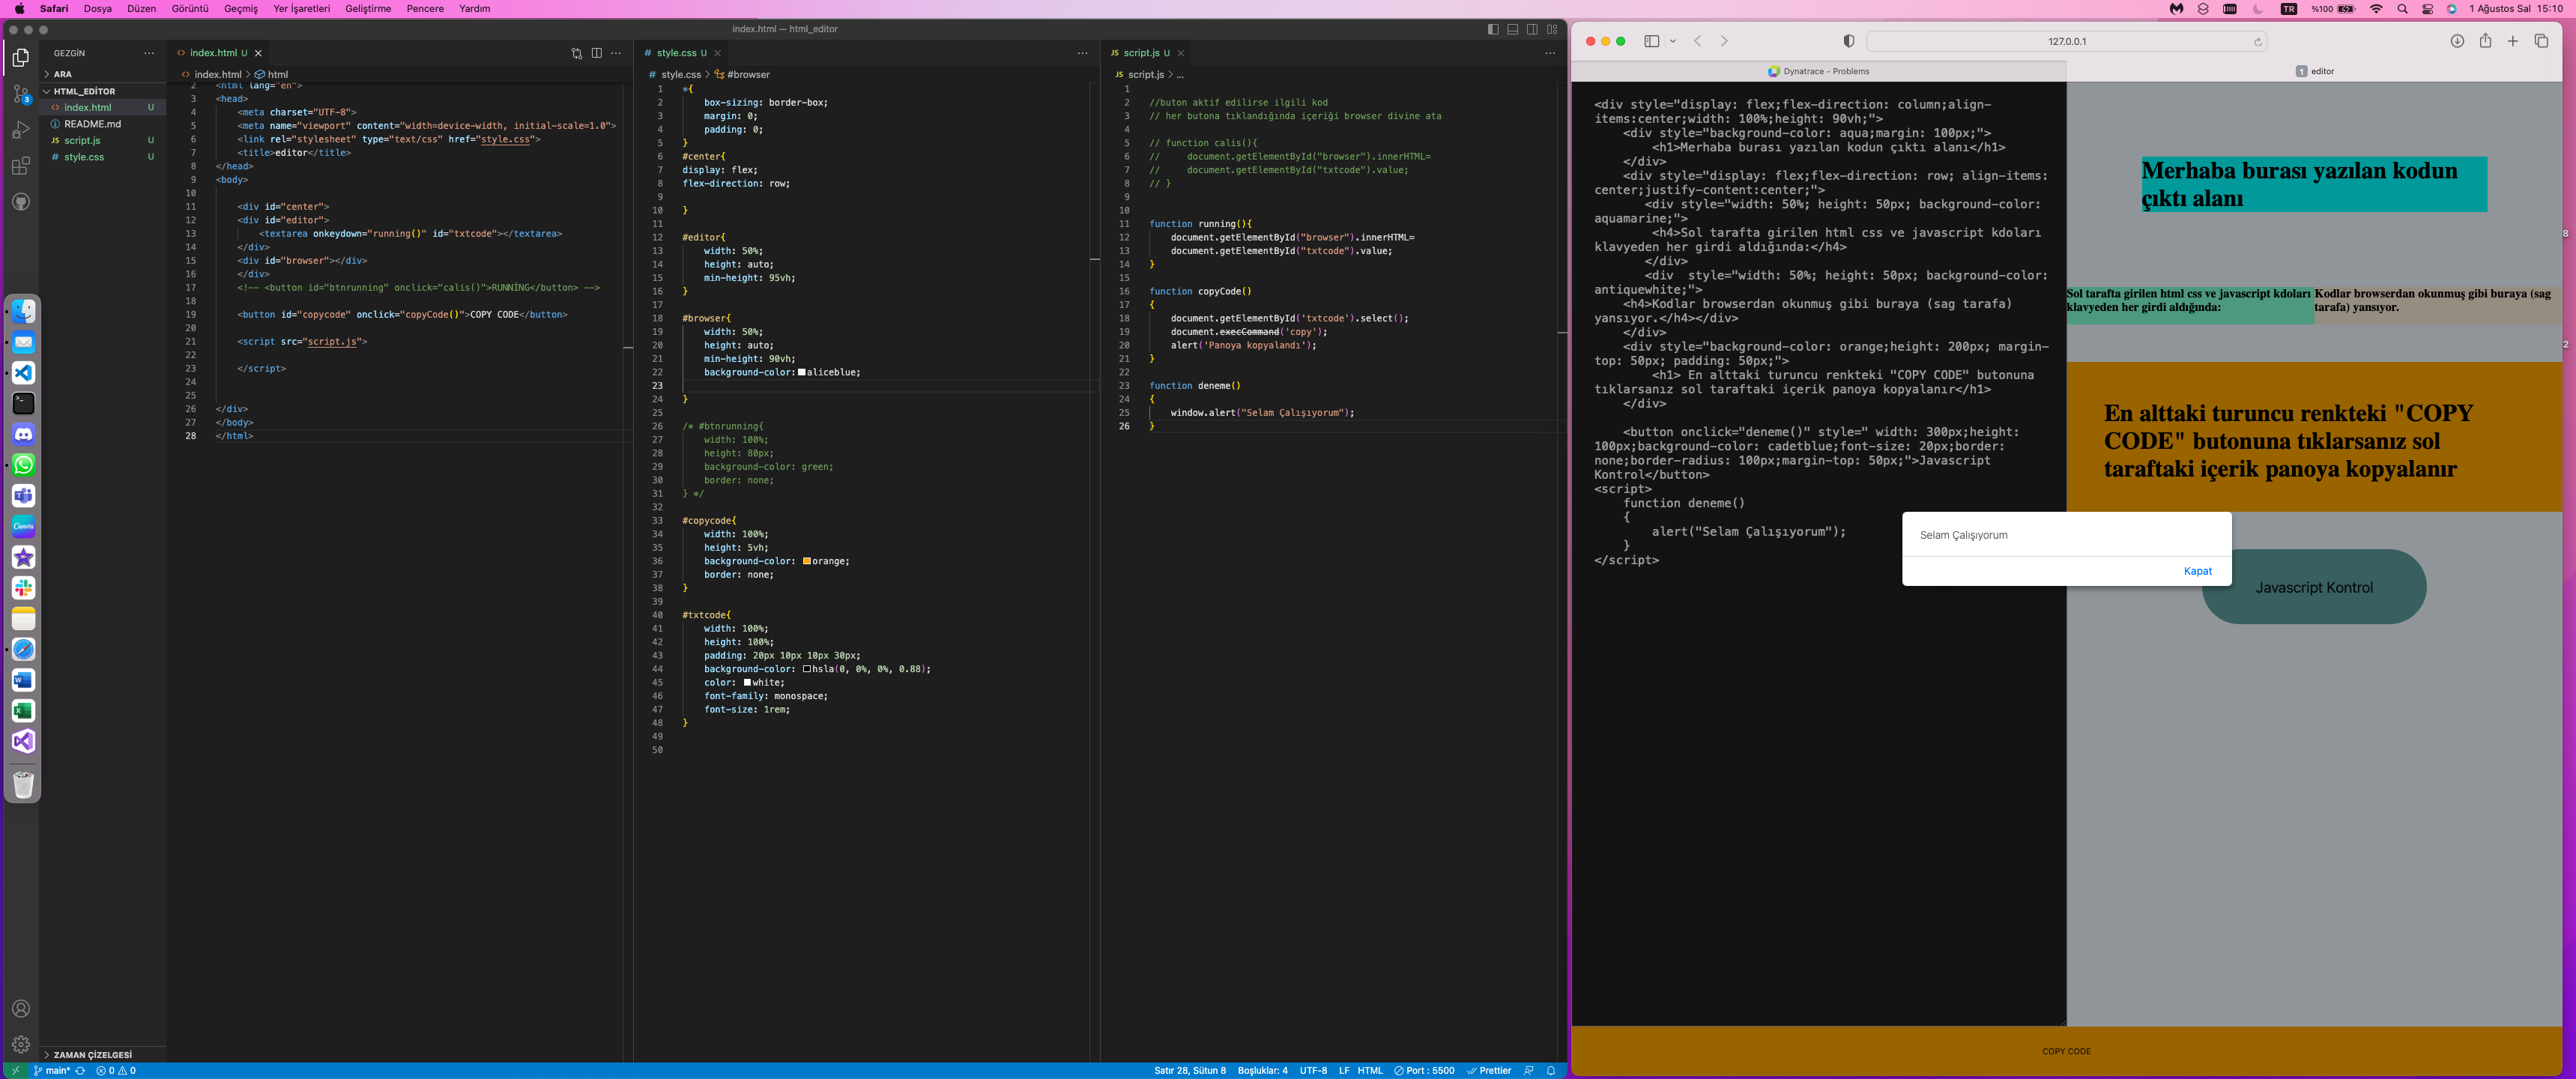 Safari Dosya Düzen Görüntü Geçmiş Yer İşaretleri Geliştirme Pencere Yardım
TR %100 1 Ağustos Sal 15:10
index.html — html_editor
GEZGİN
ARA
HTML_EDİTÖR
index.html U
README.md
script.js U
style.css U
ZAMAN ÇİZELGESİ
3
index.html U
index.html > html
2 <html lang="en">
3 <head>
4 <meta charset="UTF-8">
5 <meta name="viewport" content="width=device-width, initial-scale=1.0">
6 <link rel="stylesheet" type="text/css" href="style.css">
7 <title>editor</title>
8 </head>
9 <body>
10
11 <div id="center">
12 <div id="editor">
13 <textarea onkeydown="running()" id="txtcode"></textarea>
14 </div>
15 <div id="browser"></div>
16 </div>
17 <!-- <button id="btnrunning" onclick="calis()">RUNNİNG</button> -->
18
19 <button id="copycode" onclick="copyCode()">COPY CODE</button>
20
21 <script src="script.js">
22
23 </script>
24
25
26 </div>
27 </body>
28 </html>
# style.css U
# style.css > #browser
1 *{
2 box-sizing: border-box;
3 margin: 0;
4 padding: 0;
5 }
6 #center{
7 display: flex;
8 flex-direction: row;
9
10 }
11
12 #editor{
13 width: 50%;
14 height: auto;
15 min-height: 95vh;
16 }
17
18 #browser{
19 width: 50%;
20 height: auto;
21 min-height: 90vh;
22 background-color: aliceblue;
23
24 }
25
26 /* #btnrunning{
27 width: 100%;
28 height: 80px;
29 background-color: green;
30 border: none;
31 } */
32
33 #copycode{
34 width: 100%;
35 height: 5vh;
36 background-color: orange;
37 border: none;
38 }
39
40 #txtcode{
41 width: 100%;
42 height: 100%;
43 padding: 20px 10px 10px 30px;
44 background-color: hsla(0, 0%, 0%, 0.88);
45 color: white;
46 font-family: monospace;
47 font-size: 1rem;
48 }
49
50
JS script.js U
JS script.js > ...
1
2 //buton aktif edilirse ilgili kod
3 // her butona tıklandığında içeriği browser divine ata
4
5 // function calis(){
6 // document.getElementById("browser").innerHTML=
7 // document.getElementById("txtcode").value;
8 // }
9
10
11 function running(){
12 document.getElementById("browser").innerHTML=
13 document.getElementById("txtcode").value;
14 }
15
16 function copyCode()
17 {
18 document.getElementById('txtcode').select();
19 document.execCommand('copy');
20 alert('Panoya kopyalandı');
21 }
22
23 function deneme()
24 {
25 window.alert("Selam Çalışıyorum");
26 }
main* 0 0
Satır 28, Sütun 8 Boşluklar: 4 UTF-8 LF HTML Port : 5500 Prettier
127.0.0.1
Dynatrace - Problems
1 editor
<div style="display: flex;flex-direction: column;align-
items:center;width: 100%;height: 90vh;">
<div style="background-color: aqua;margin: 100px;">
<h1>Merhaba burası yazılan kodun çıktı alanı</h1>
</div>
<div style="display: flex;flex-direction: row; align-items:
center;justify-content:center;">
<div style="width: 50%; height: 50px; background-color:
aquamarine;">
<h4>Sol tarafta girilen html css ve javascript kdoları
klavyeden her girdi aldığında:</h4>
</div>
<div  style="width: 50%; height: 50px; background-color:
antiquewhite;">
<h4>Kodlar browserdan okunmuş gibi buraya (sag tarafa)
yansıyor.</h4></div>
</div>
<div style="background-color: orange;height: 200px; margin-
top: 50px; padding: 50px;">
<h1> En alttaki turuncu renkteki "COPY CODE" butonuna
tıklarsanız sol taraftaki içerik panoya kopyalanır</h1>
</div>
<button onclick="deneme()" style=" width: 300px;height:
100px;background-color: cadetblue;font-size: 20px;border:
none;border-radius: 100px;margin-top: 50px;">Javascript
Kontrol</button>
<script>
function deneme()
{
alert("Selam Çalışıyorum");
}
</script>
Merhaba burası yazılan kodun
çıktı alanı
Sol tarafta girilen html css ve javascript kdoları
klavyeden her girdi aldığında:
Kodlar browserdan okunmuş gibi buraya (sag
tarafa) yansıyor.
En alttaki turuncu renkteki "COPY
CODE" butonuna tıklarsanız sol
taraftaki içerik panoya kopyalanır
Selam Çalışıyorum
Kapat
Javascript Kontrol
COPY CODE
8
2
Canva